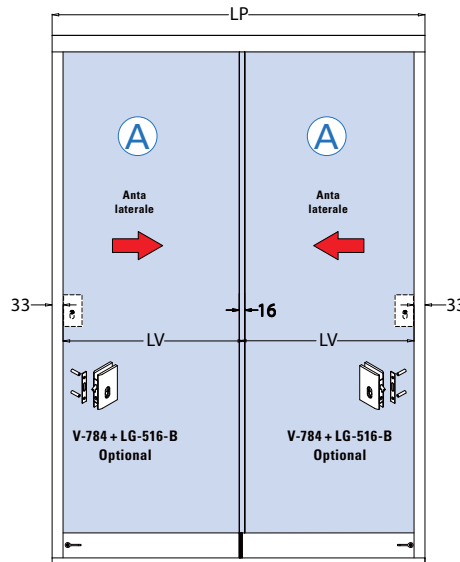 LP
A
A
Anta
laterale
Anta
laterale
33
16
33
LV
LV
V-784 + LG-516-B
Optional
V-784 + LG-516-B
Optional